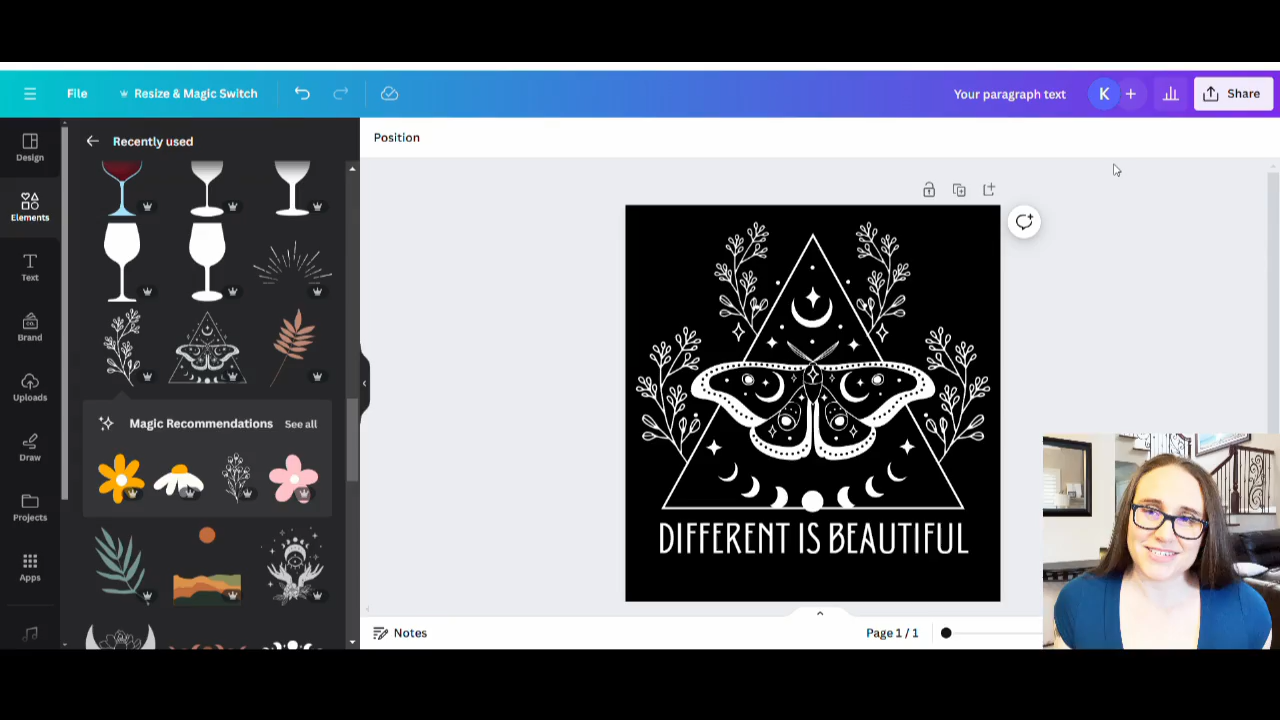 File
Resize & Magic Switch
Your paragraph text
K
+
Share
Design
Elements
Text
Brand
CO.
Uploads
Draw
Projects
Apps
Recently used
Magic Recommendations
See all
Position
DIFFERENT IS BEAUTIFUL
Notes
Page 1 / 1